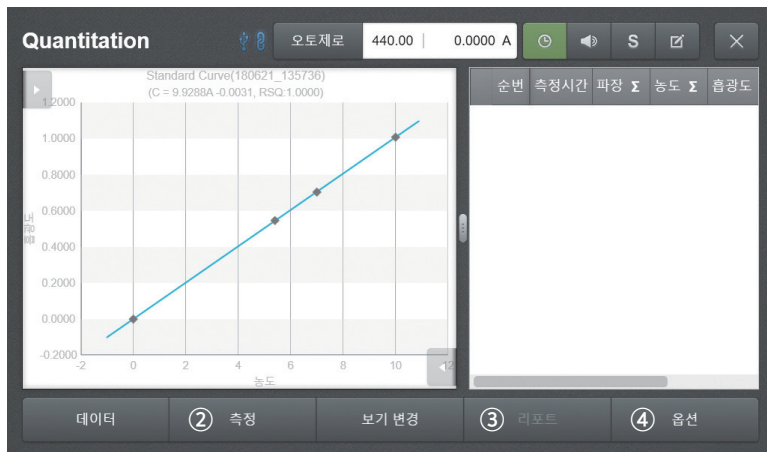 Quantitation
오토제로
440.00 | 0.0000 A
S
Standard Curve(180621_135736)
(C = 9.9288A -0.0031, RSQ:1.0000)
1.2000
1.0000
0.8000
0.6000
0.4000
0.2000
0.0000
-0.2000
흡광도
-2 0 2 4 6 8 10 12
농도
순번 측정시간 파장 Σ 농도 Σ 흡광도
데이터
② 측정
보기 변경
③ 리포트
④ 옵션